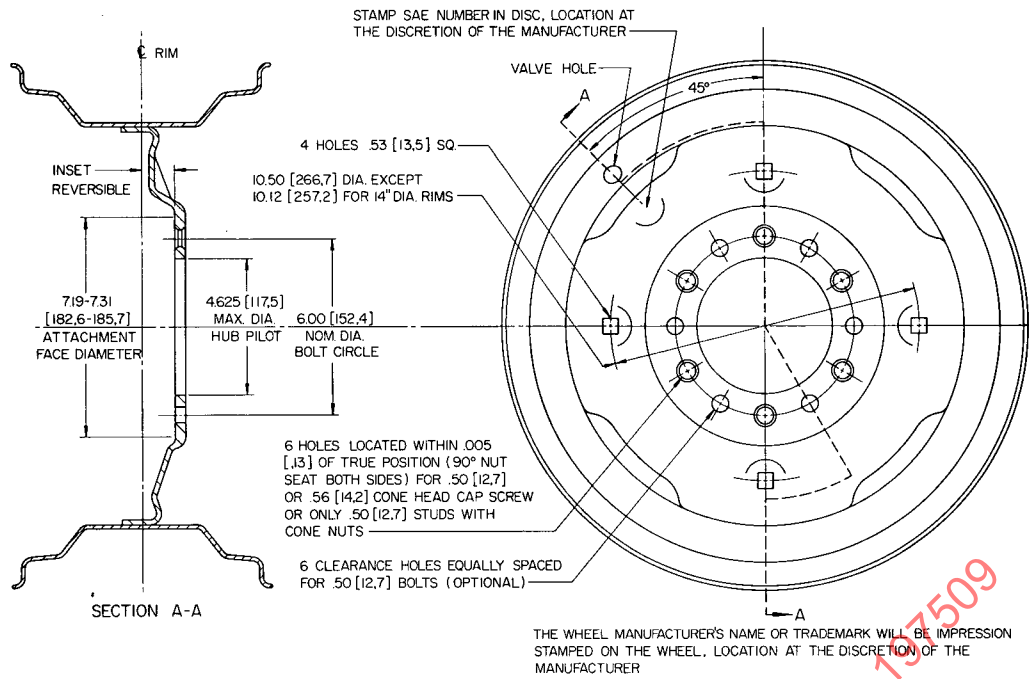 STAMP SAE NUMBER IN DISC, LOCATION AT
THE DISCRETION OF THE MANUFACTURER
℄ RIM
VALVE HOLE
A
45°
4 HOLES .53 [13,5] SQ.
INSET
REVERSIBLE
10.50 [266,7] DIA. EXCEPT
10.12 [257,2] FOR 14" DIA. RIMS
7.19-7.31
[182,6-185,7]
ATTACHMENT
FACE DIAMETER
4.625 [117,5]
MAX. DIA.
HUB PILOT
6.00 [152,4]
NOM. DIA.
BOLT CIRCLE
6 HOLES LOCATED WITHIN .005
[,13] OF TRUE POSITION (90° NUT
SEAT BOTH SIDES) FOR .50 [12,7]
OR .56 [14,2] CONE HEAD CAP SCREW
OR ONLY .50 [12,7] STUDS WITH
CONE NUTS
6 CLEARANCE HOLES EQUALLY SPACED
FOR .50 [12,7] BOLTS (OPTIONAL)
SECTION A-A
A
THE WHEEL MANUFACTURER'S NAME OR TRADEMARK WILL BE IMPRESSION
STAMPED ON THE WHEEL, LOCATION AT THE DISCRETION OF THE
MANUFACTURER
197509